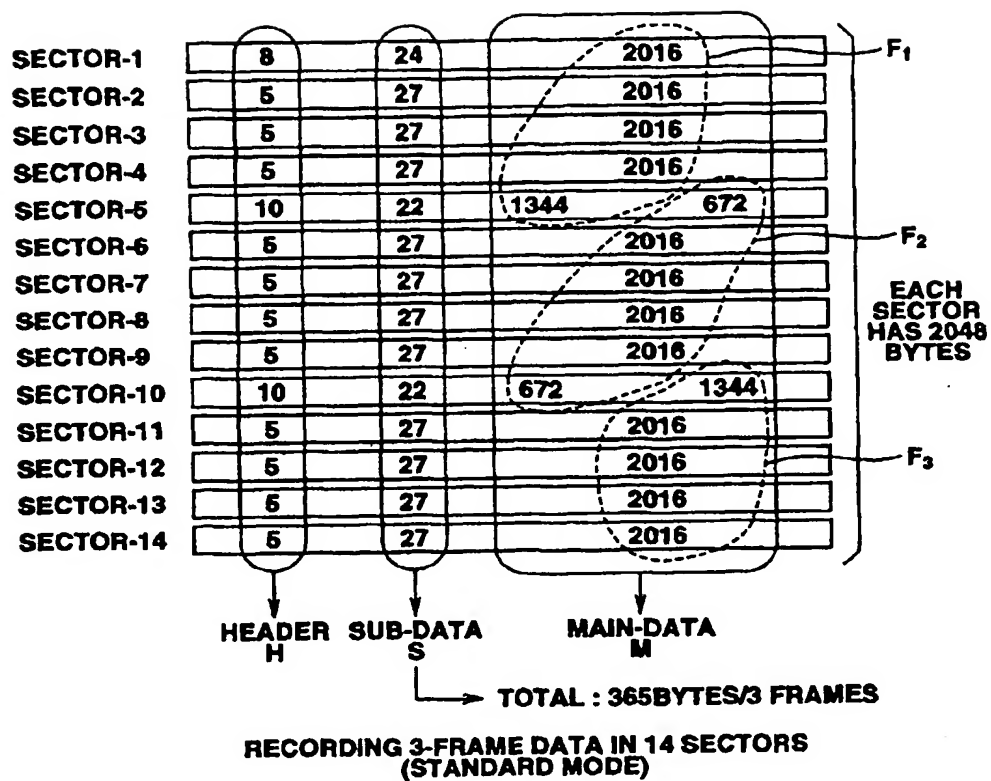 SECTOR-1 8 24 2016 F1
SECTOR-2 5 27 2016
SECTOR-3 5 27 2016
SECTOR-4 5 27 2016
SECTOR-5 10 22 1344 672
SECTOR-6 5 27 2016 F2
SECTOR-7 5 27 2016
SECTOR-8 5 27 2016
SECTOR-9 5 27 2016
SECTOR-10 10 22 672 1344
SECTOR-11 5 27 2016
SECTOR-12 5 27 2016 F3
SECTOR-13 5 27 2016
SECTOR-14 5 27 2016
EACH
SECTOR
HAS 2048
BYTES
HEADER
H
SUB-DATA
S
MAIN-DATA
M
TOTAL : 365BYTES/3 FRAMES
RECORDING 3-FRAME DATA IN 14 SECTORS
(STANDARD MODE)